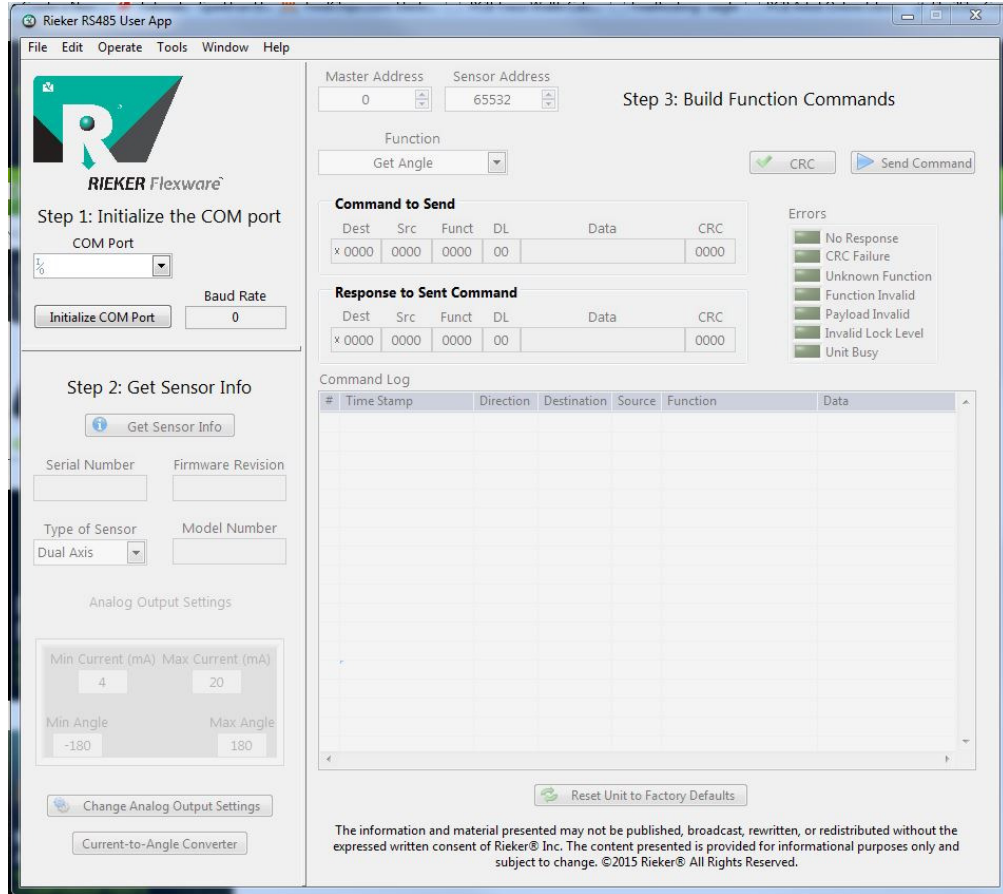 Rieker RS485 User App
File Edit Operate Tools Window Help
R
RIEKER Flexware
Step 1: Initialize the COM port
COM Port
I/O
Baud Rate
Initialize COM Port
0
Step 2: Get Sensor Info
Get Sensor Info
Serial Number Firmware Revision
Type of Sensor Model Number
Dual Axis
Analog Output Settings
Min Current (mA) Max Current (mA)
4 20
Min Angle Max Angle
-180 180
Change Analog Output Settings
Current-to-Angle Converter
Master Address Sensor Address
0 65532
Step 3: Build Function Commands
Function
Get Angle
CRC Send Command
Command to Send
Dest Src Funct DL Data CRC
x 0000 0000 0000 00 0000
Response to Sent Command
Dest Src Funct DL Data CRC
x 0000 0000 0000 00 0000
Errors
No Response
CRC Failure
Unknown Function
Function Invalid
Payload Invalid
Invalid Lock Level
Unit Busy
Command Log
# Time Stamp Direction Destination Source Function Data
Reset Unit to Factory Defaults
The information and material presented may not be published, broadcast, rewritten, or redistributed without the
expressed written consent of Rieker® Inc. The content presented is provided for informational purposes only and
subject to change. ©2015 Rieker® All Rights Reserved.